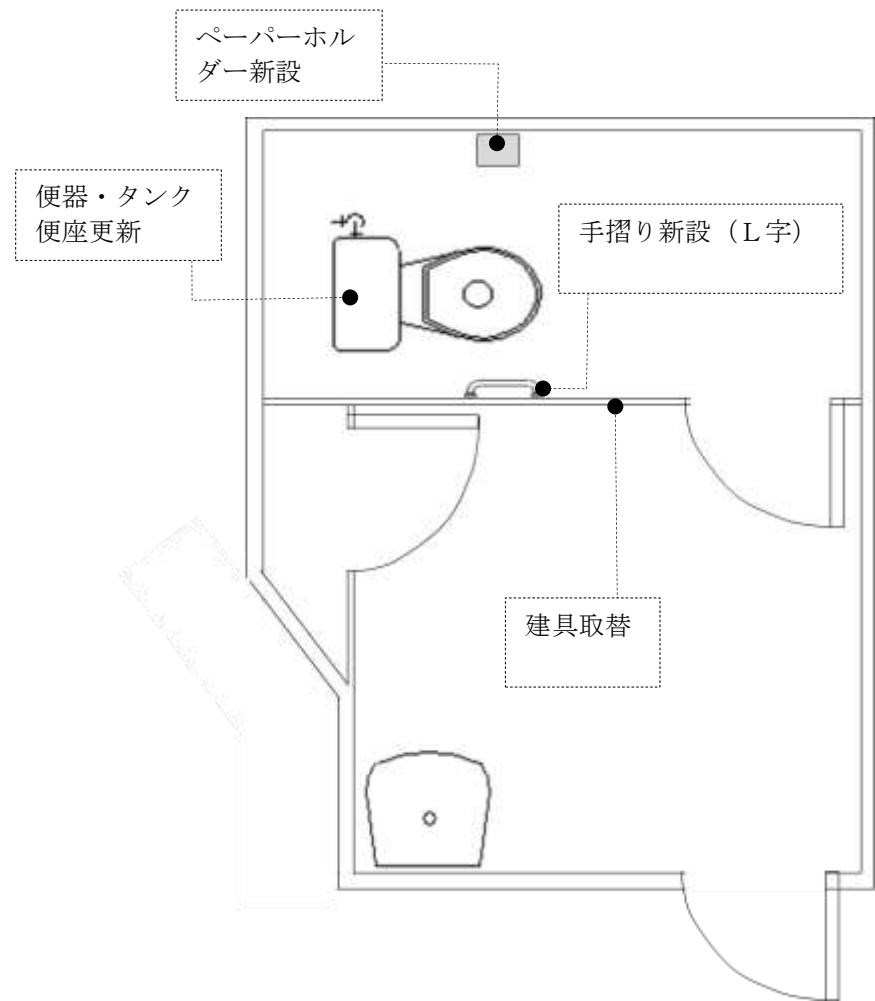 ペーパーホル
ダー新設
便器・タンク
便座更新
手摺り新設（Ｌ字）
建具取替